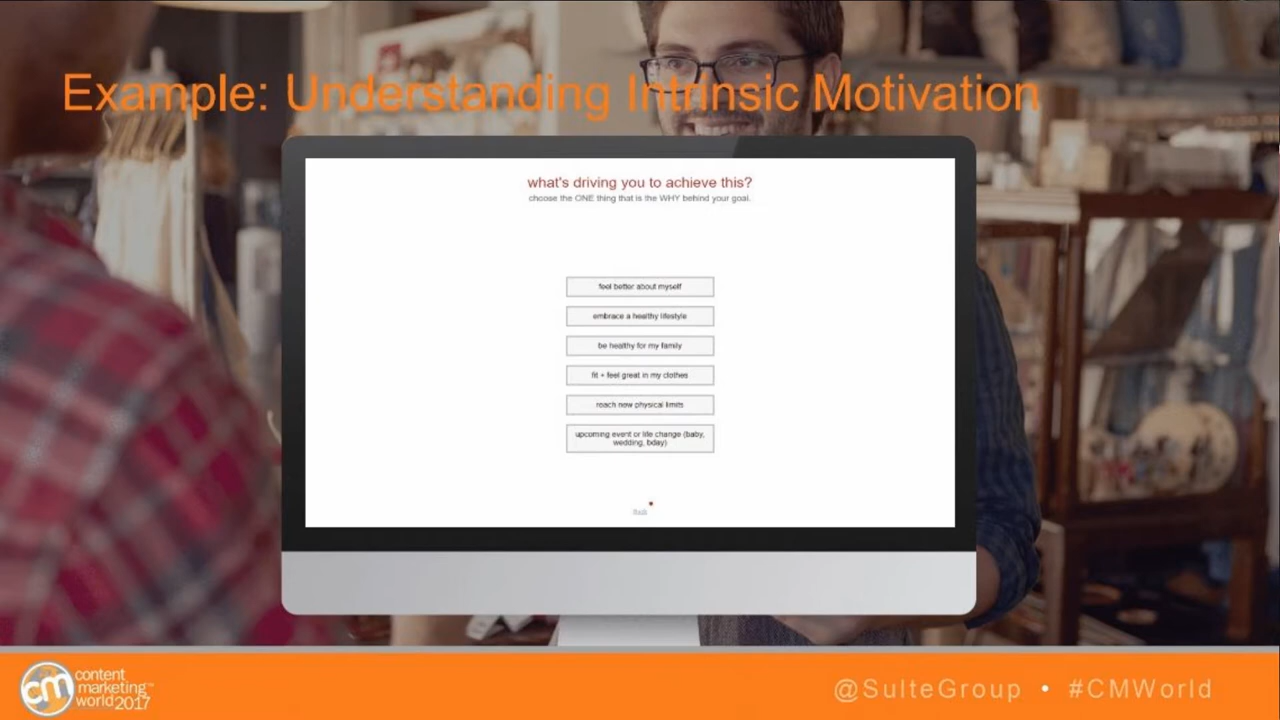 Example: Understanding Intrinsic Motivation
what's driving you to achieve this?
choose the ONE thing that is the WHY behind your goal.
feel better about myself
embrace a healthy lifestyle
be healthy for my family
fit + feel great in my clothes
reach new physical limits
upcoming event or life change (baby,
wedding, bday)
cm
content
marketing
world2017
@SulteGroup • #CMWorld